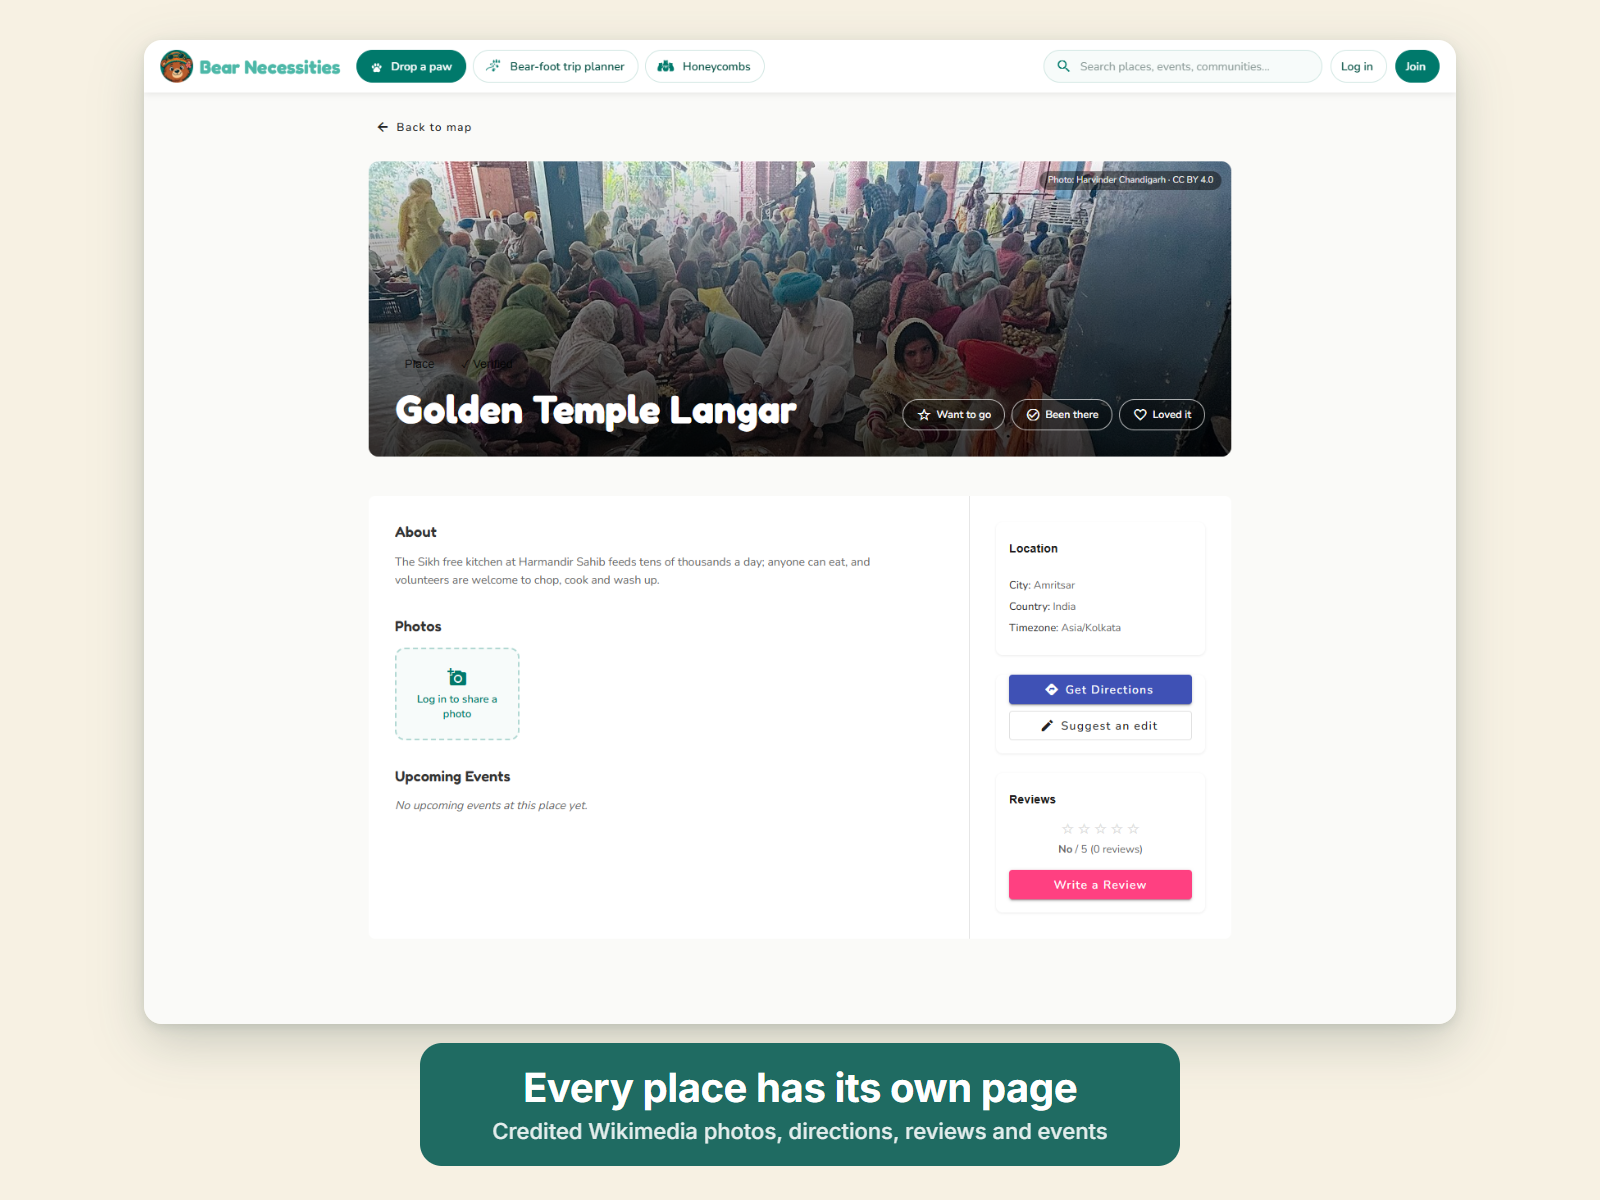 Bear Necessities
Drop a paw
Bear-foot trip planner
Honeycombs
Search places, events, communities...
Log in
Join
Back to map
Photo: Harvinder Chandigarh · CC BY 4.0
Place
✓ Verified
Golden Temple Langar
Want to go
Been there
Loved it
About
The Sikh free kitchen at Harmandir Sahib feeds tens of thousands a day; anyone can eat, and
volunteers are welcome to chop, cook and wash up.
Photos
Log in to share a
photo
Upcoming Events
No upcoming events at this place yet.
Location
City: Amritsar
Country: India
Timezone: Asia/Kolkata
Get Directions
Suggest an edit
Reviews
No / 5 (0 reviews)
Write a Review
Every place has its own page
Credited Wikimedia photos, directions, reviews and events